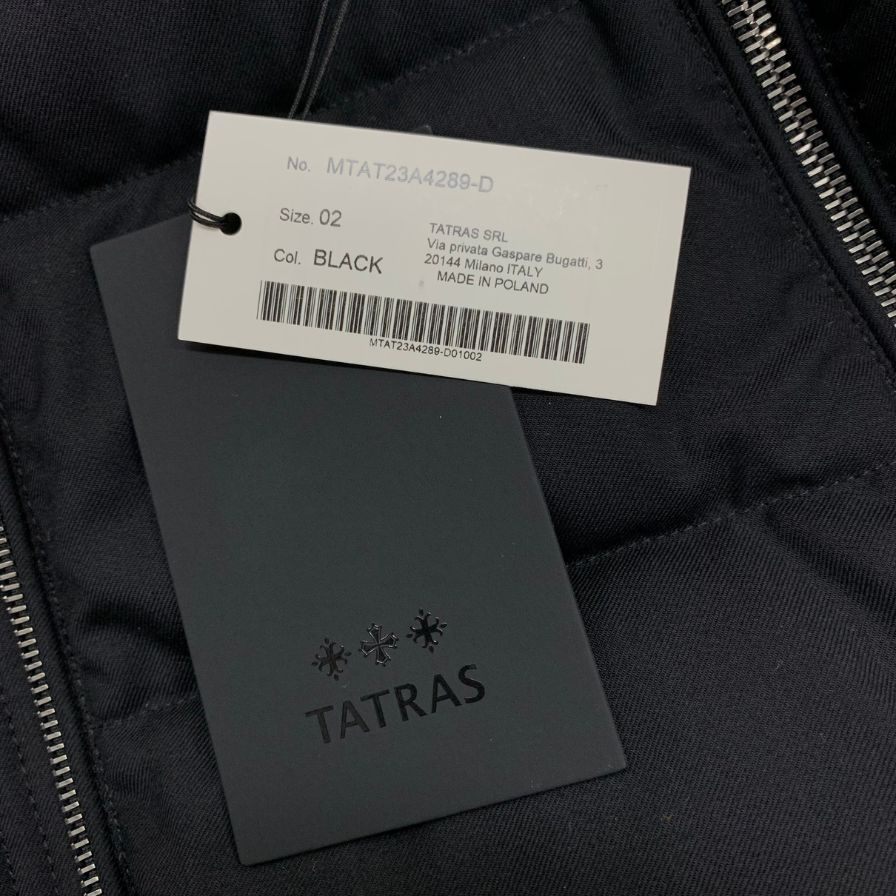 No. MTAT23A4289-D
Size. 02
Col. BLACK
TATRAS SRL
Via privata Gaspare Bugatti, 3
20144 Milano ITALY
MADE IN POLAND
MTAT23A4289-D01002
TATRAS